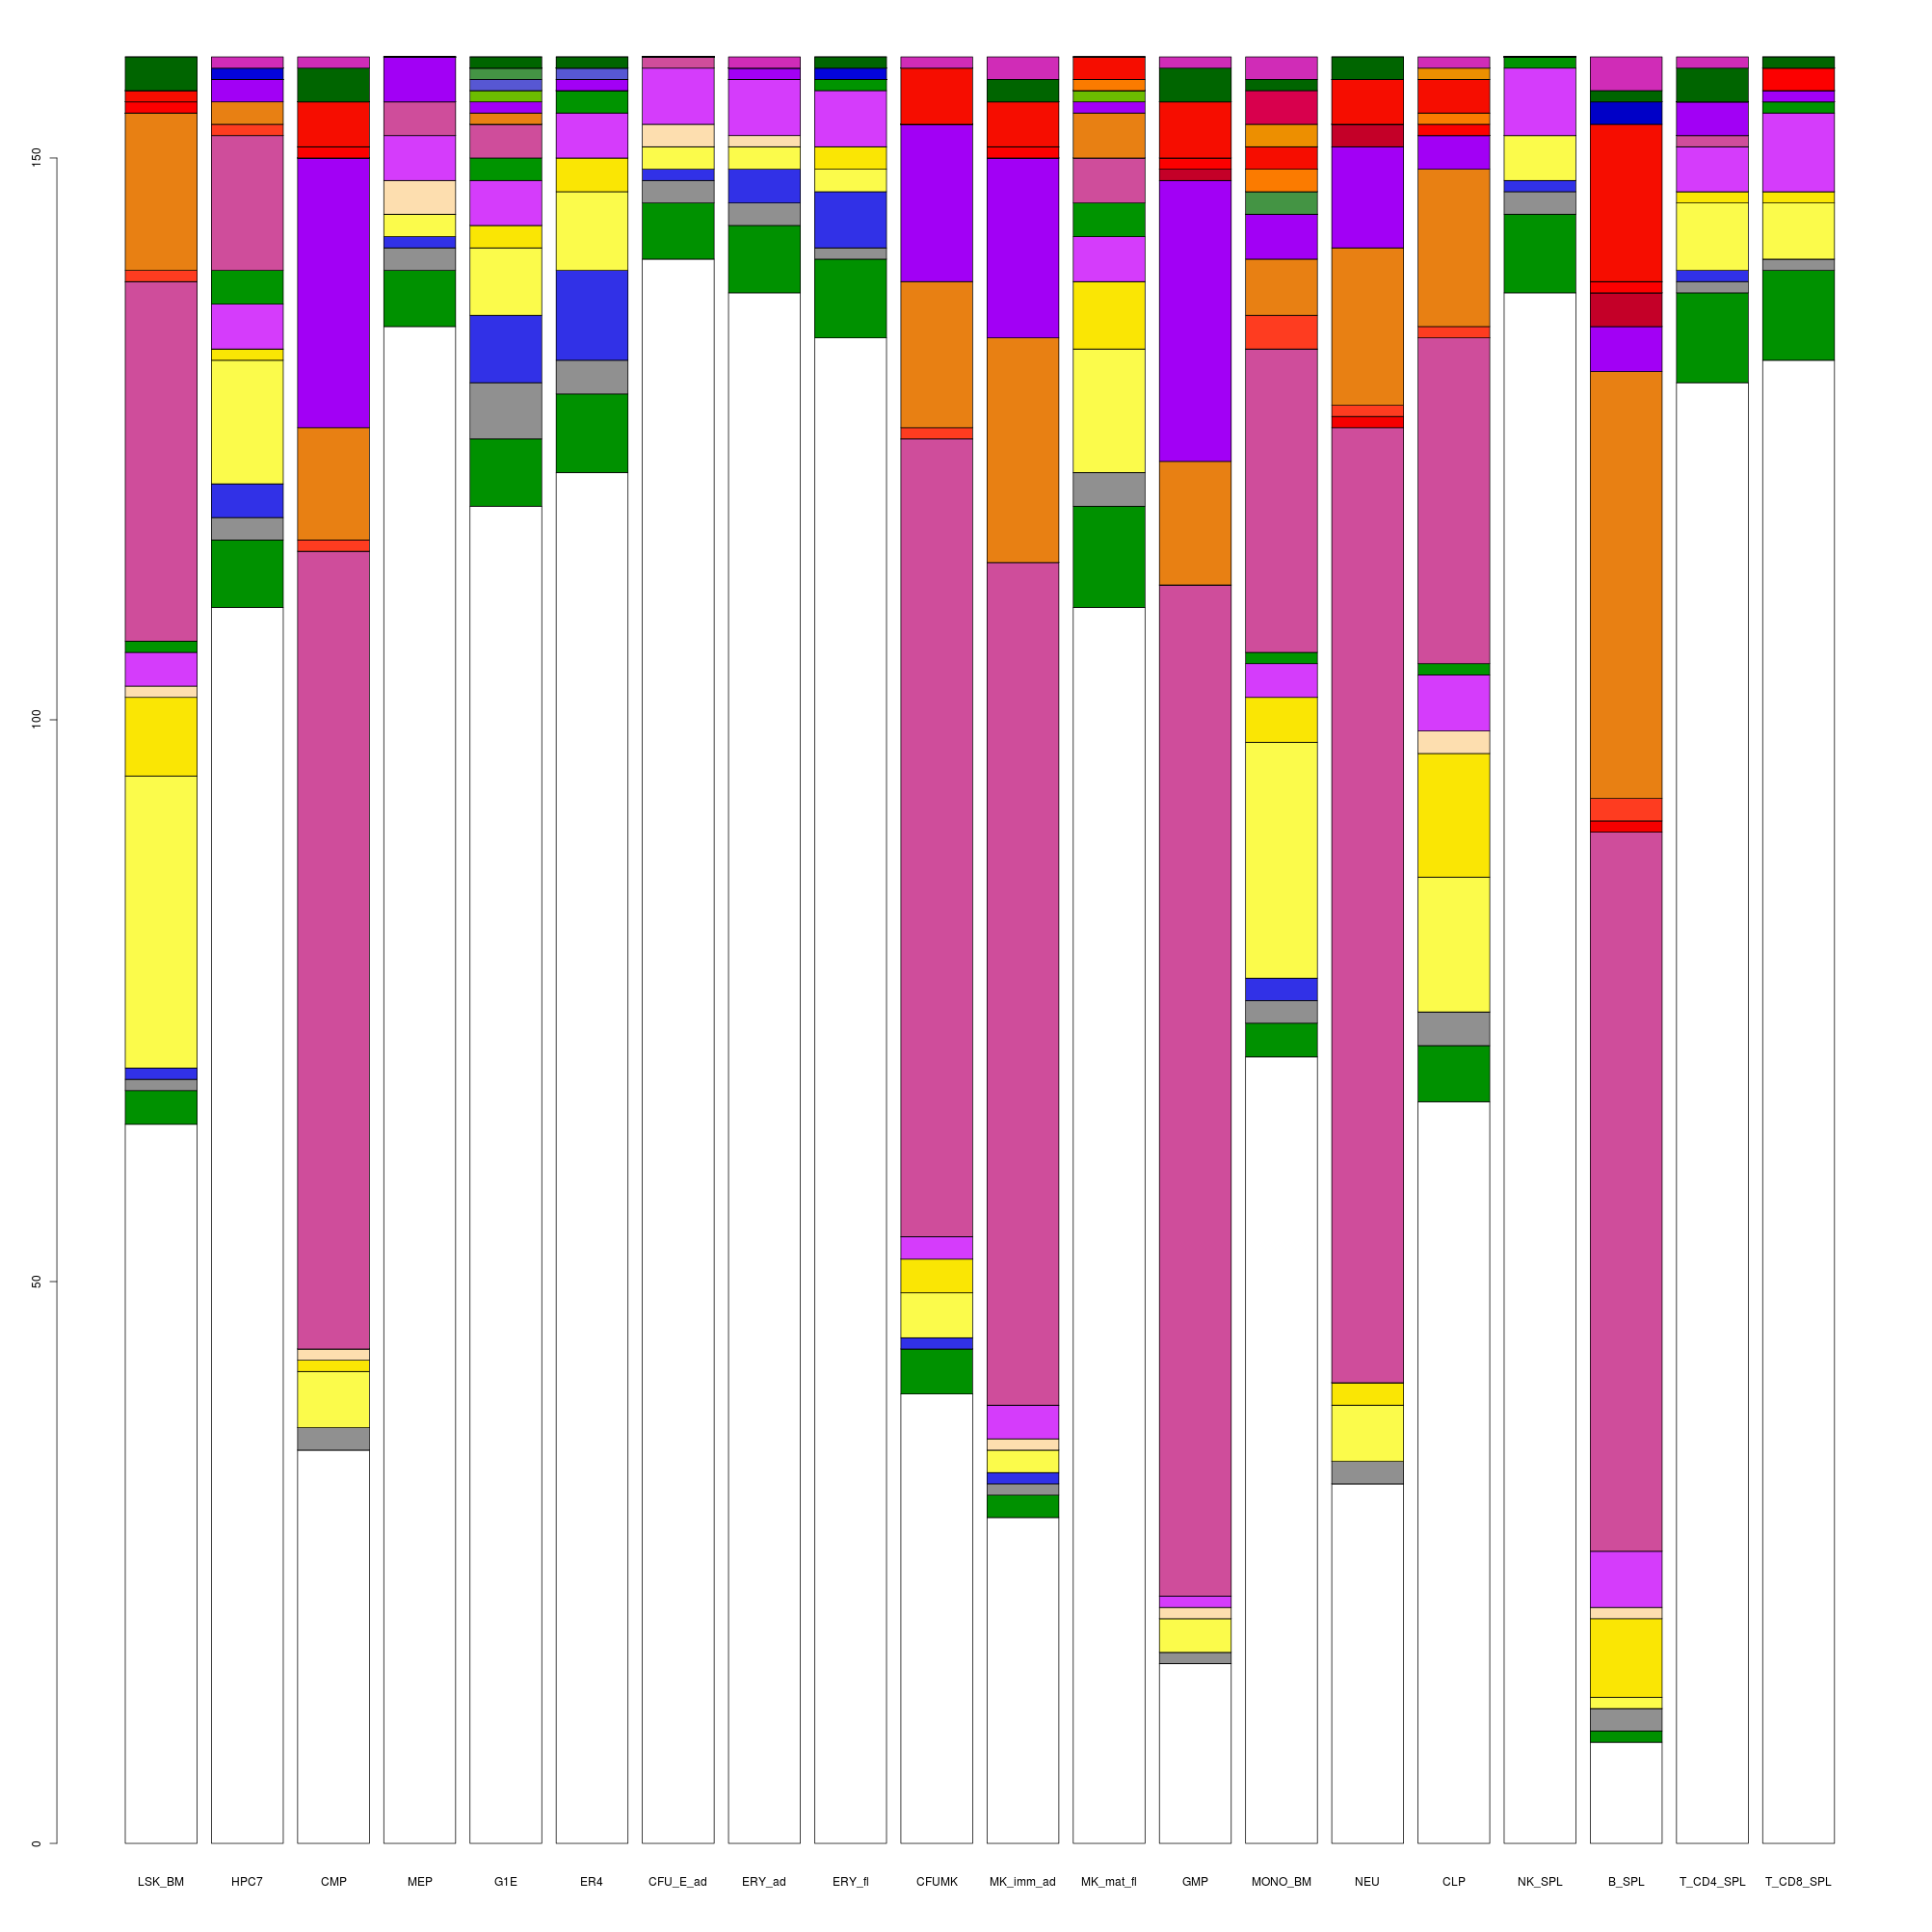 150
100
50
0
LSK_BM HPC7 CMP MEP G1E ER4 CFU_E_ad ERY_ad ERY_fl CFUMK MK_imm_ad MK_mat_fl GMP MONO_BM NEU CLP NK_SPL B_SPL T_CD4_SPL T_CD8_SPL